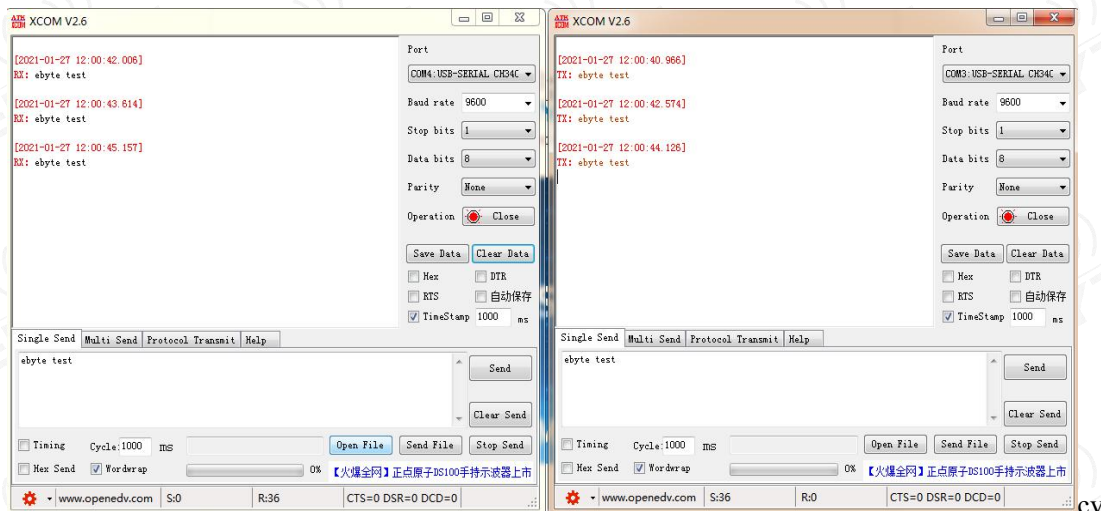 XCOM V2.6
[2021-01-27 12:00:42.006]
RX: ebyte test
[2021-01-27 12:00:43.614]
RX: ebyte test
[2021-01-27 12:00:45.157]
RX: ebyte test
Port
COM4:USB-SERIAL CH34C
Baud rate 9600
Stop bits 1
Data bits 8
Parity None
Operation Close
Save Data Clear Data
Hex DTR
RTS 自动保存
TimeStamp 1000 ms
Single Send Multi Send Protocol Transmit Help
ebyte test
Send
Clear Send
Timing Cycle:1000 ms Open File Send File Stop Send
Hex Send Wordwrap 0% 【火爆全网】正点原子DS100手持示波器上市
www.openedv.com S:0 R:36 CTS=0 DSR=0 DCD=0
XCOM V2.6
[2021-01-27 12:00:40.966]
TX: ebyte test
[2021-01-27 12:00:42.574]
TX: ebyte test
[2021-01-27 12:00:44.126]
TX: ebyte test
Port
COM3:USB-SERIAL CH34C
Baud rate 9600
Stop bits 1
Data bits 8
Parity None
Operation Close
Save Data Clear Data
Hex DTR
RTS 自动保存
TimeStamp 1000 ms
Single Send Multi Send Protocol Transmit Help
ebyte test
Send
Clear Send
Timing Cycle:1000 ms Open File Send File Stop Send
Hex Send Wordwrap 0% 【火爆全网】正点原子DS100手持示波器上市
www.openedv.com S:36 R:0 CTS=0 DSR=0 DCD=0